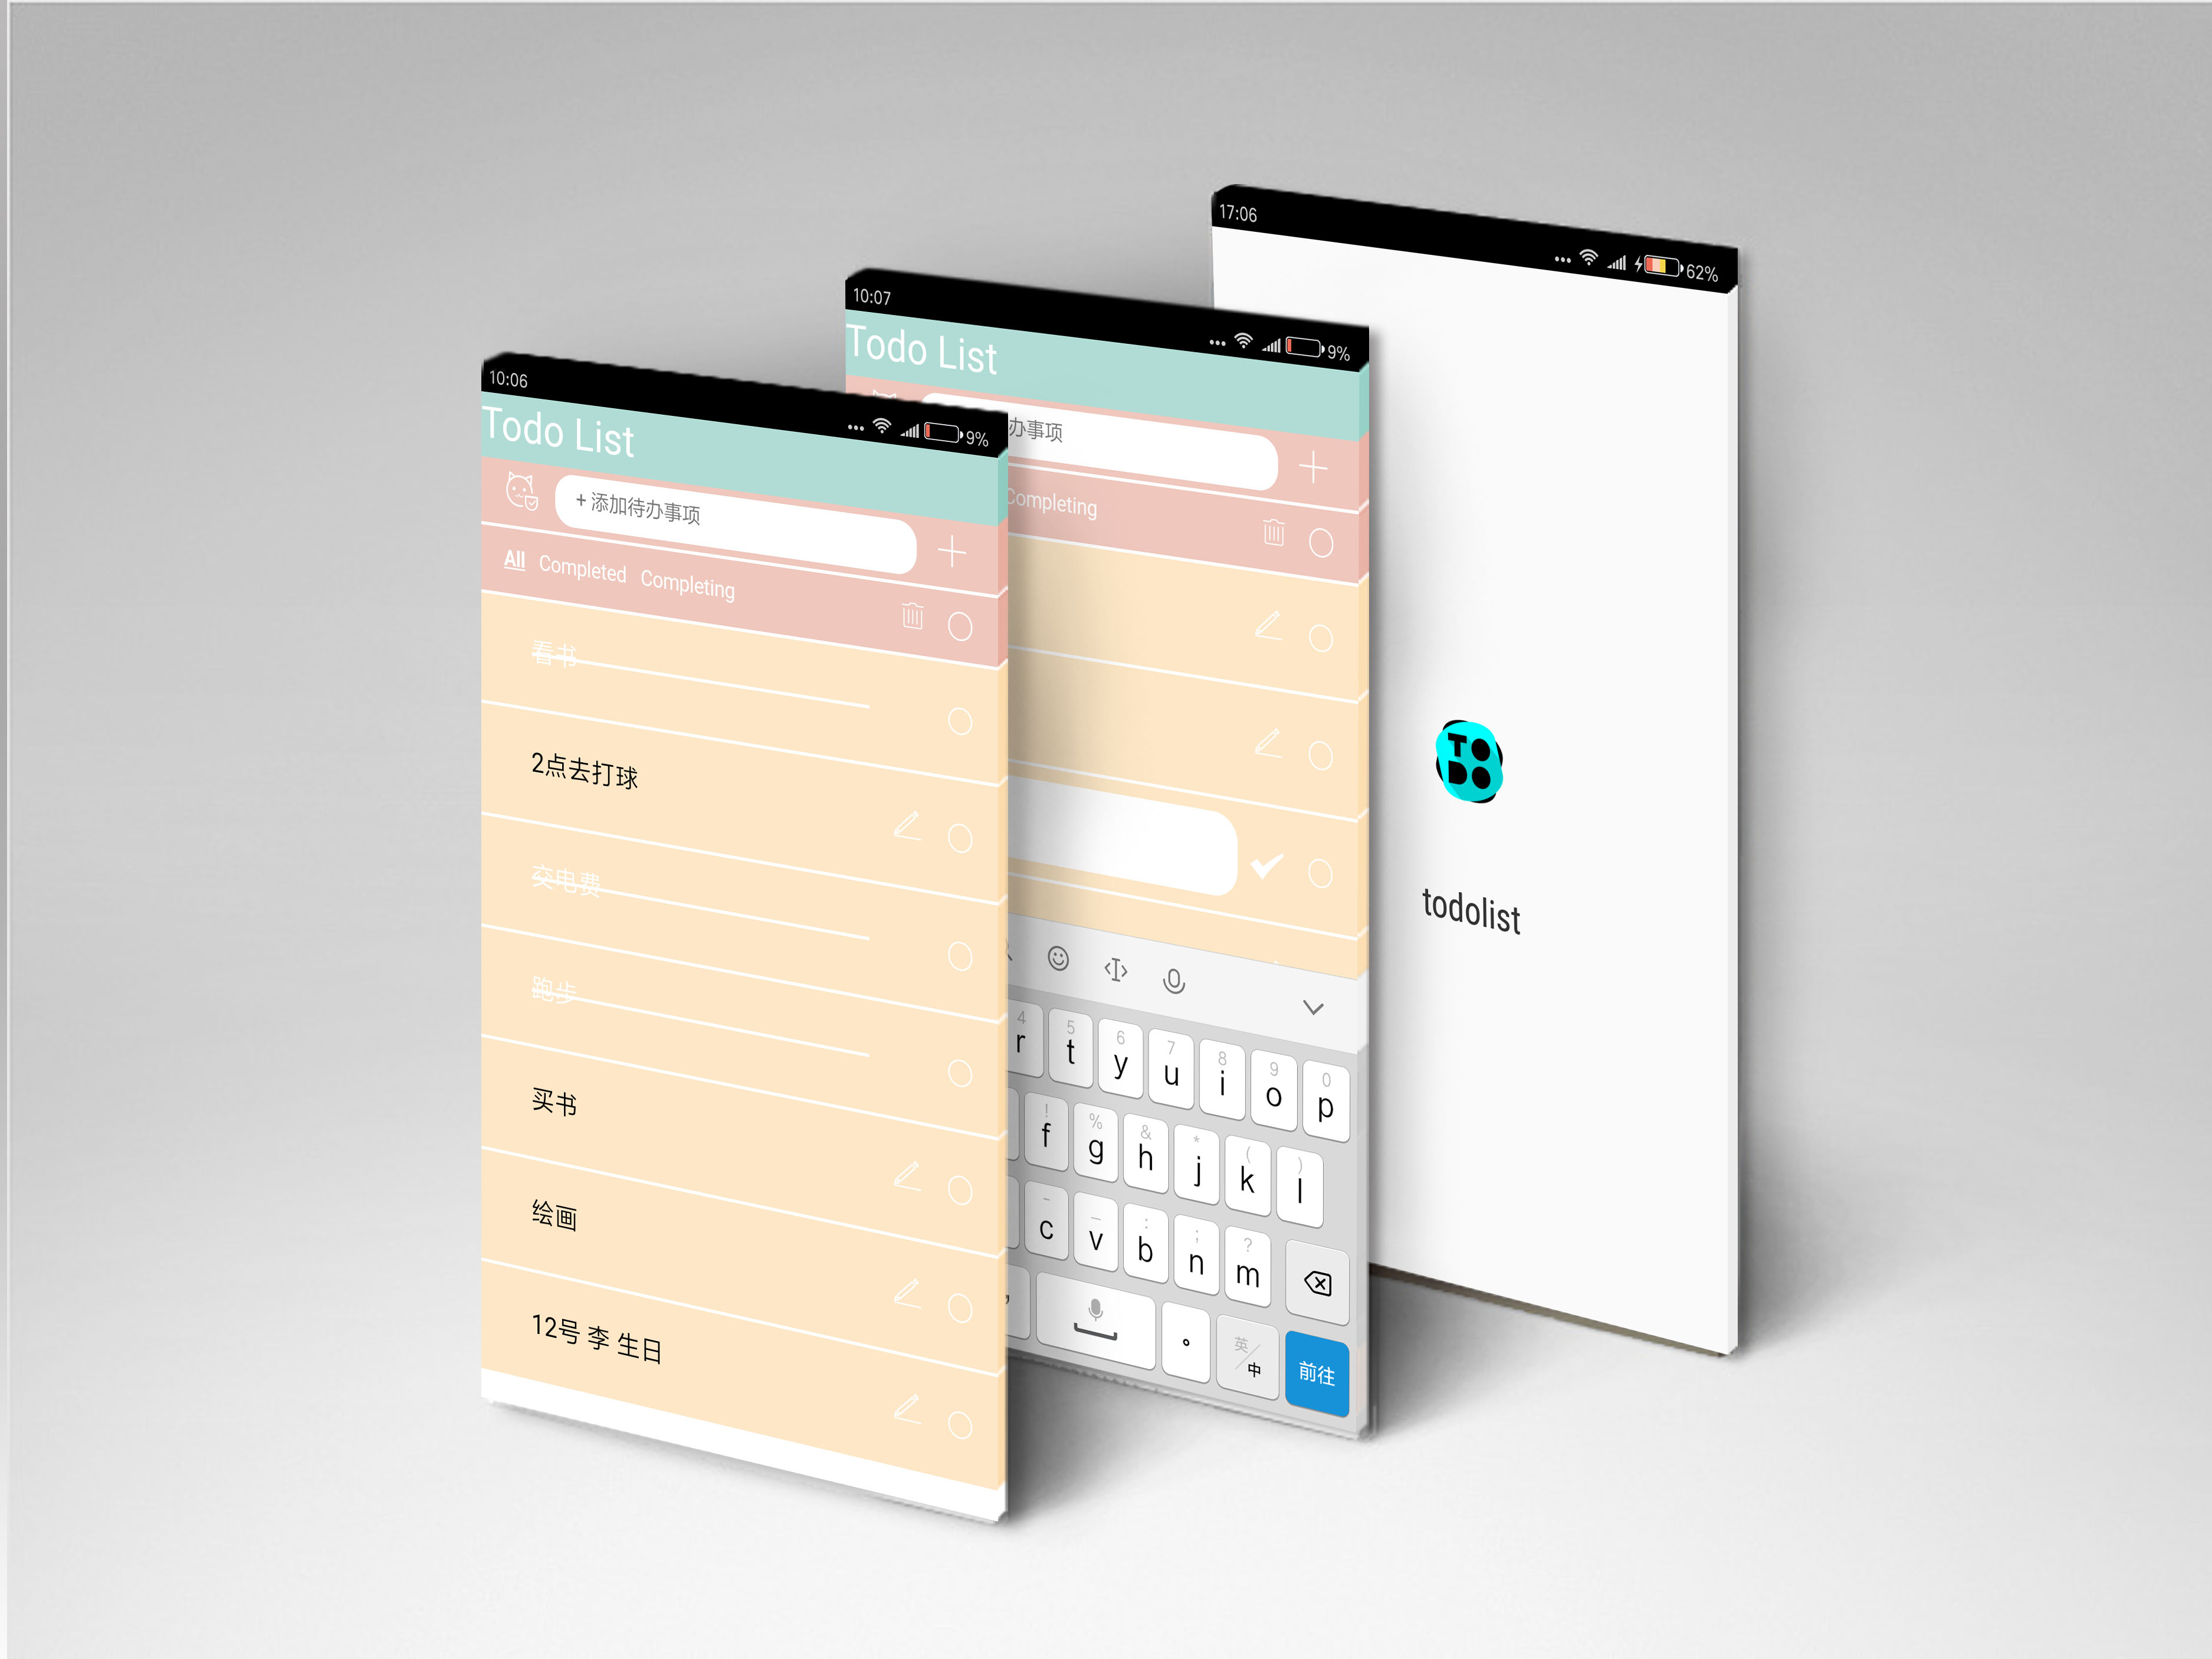 10:06
9%
Todo List
+ 添加待办事项
All Completed Completing
看书
2点去打球
交电费
跑步
买书
绘画
12号 李 生日
10:07
9%
Todo List
办事项
Completing
4 5 6 7 8 9 0
r t y u i o p
! % & * ( )
f g h j k l
- _ : ; ?
c v b n m
，
。
英/中
前往
17:06
62%
TO
DO
todolist